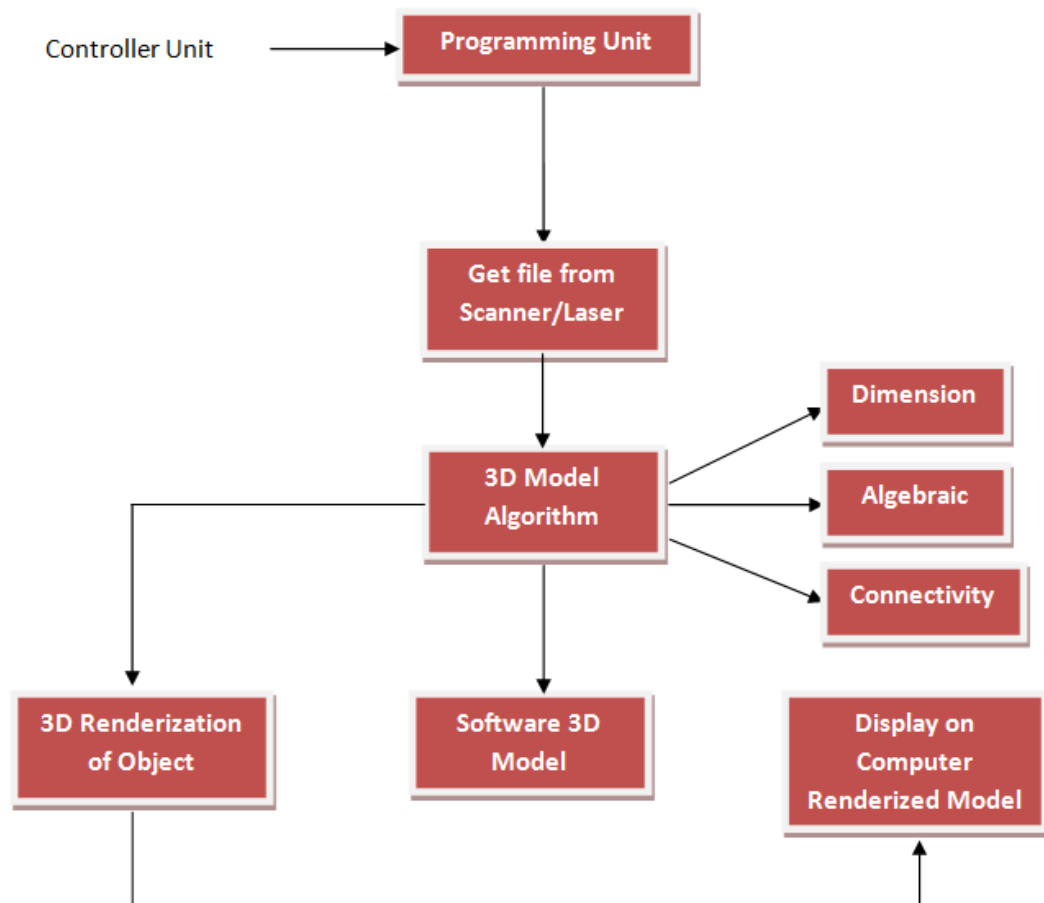 Controller Unit
Programming Unit
Get file from
Scanner/Laser
Dimension
3D Model
Algorithm
Algebraic
Connectivity
3D Renderization
of Object
Software 3D
Model
Display on
Computer
Renderized Model